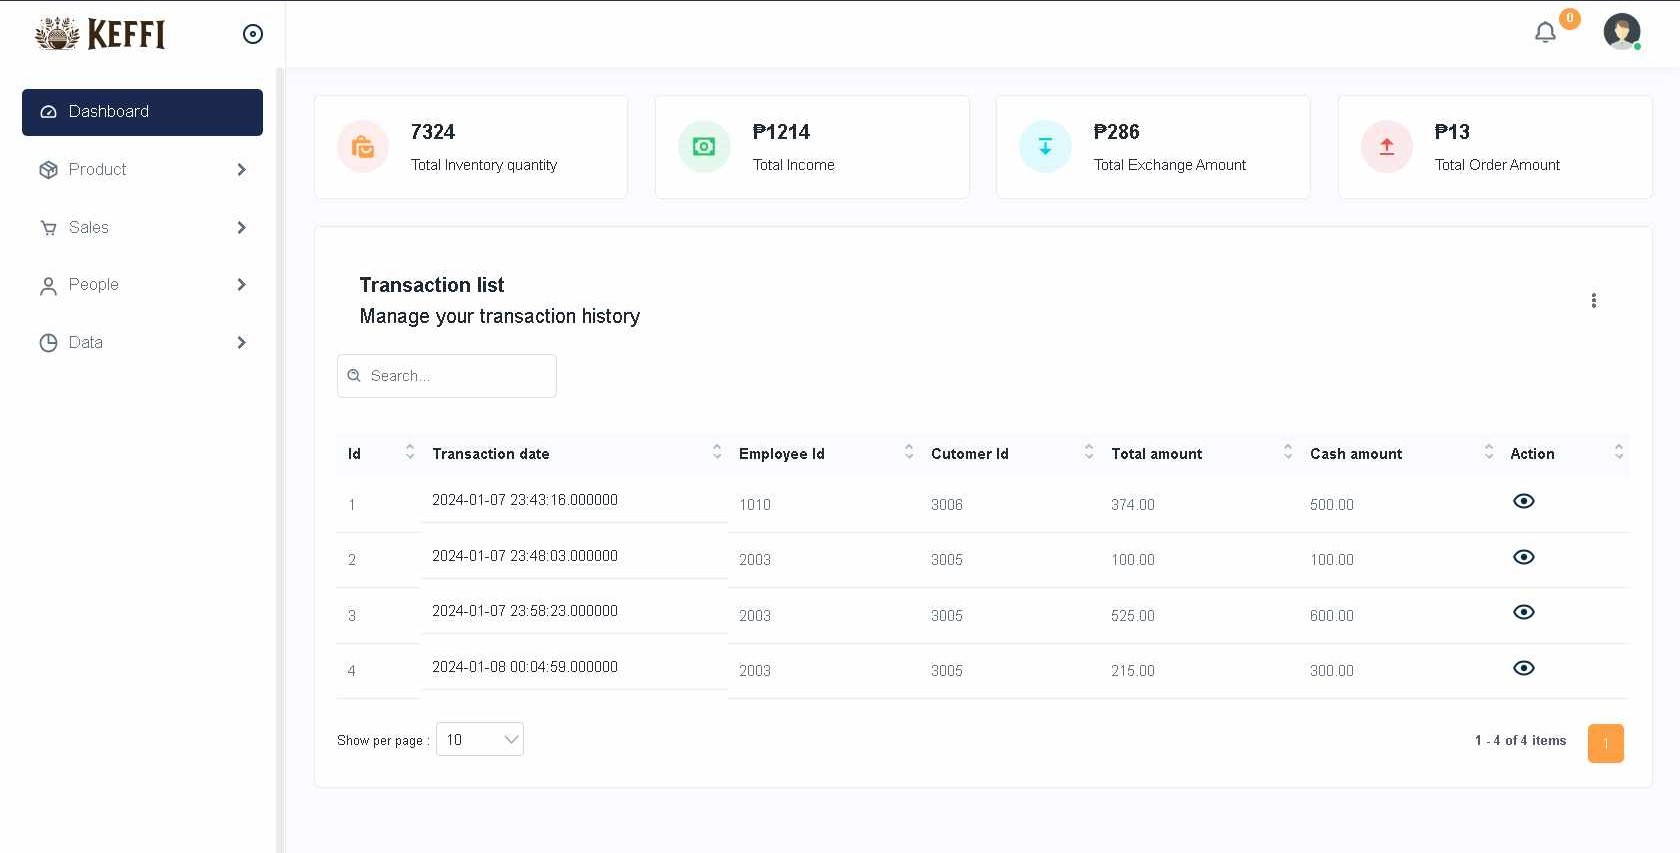 KEFFI
0
Dashboard
Product
Sales
People
Data
7324
Total Inventory quantity
₱1214
Total Income
₱286
Total Exchange Amount
₱13
Total Order Amount
Transaction list
Manage your transaction history
Search...
Id Transaction date Employee Id Cutomer Id Total amount Cash amount Action
1 2024-01-07 23:43:16.000000 1010 3006 374.00 500.00
2 2024-01-07 23:48:03.000000 2003 3005 100.00 100.00
3 2024-01-07 23:58:23.000000 2003 3005 525.00 600.00
4 2024-01-08 00:04:59.000000 2003 3005 215.00 300.00
Show per page : 10 1 - 4 of 4 items 1